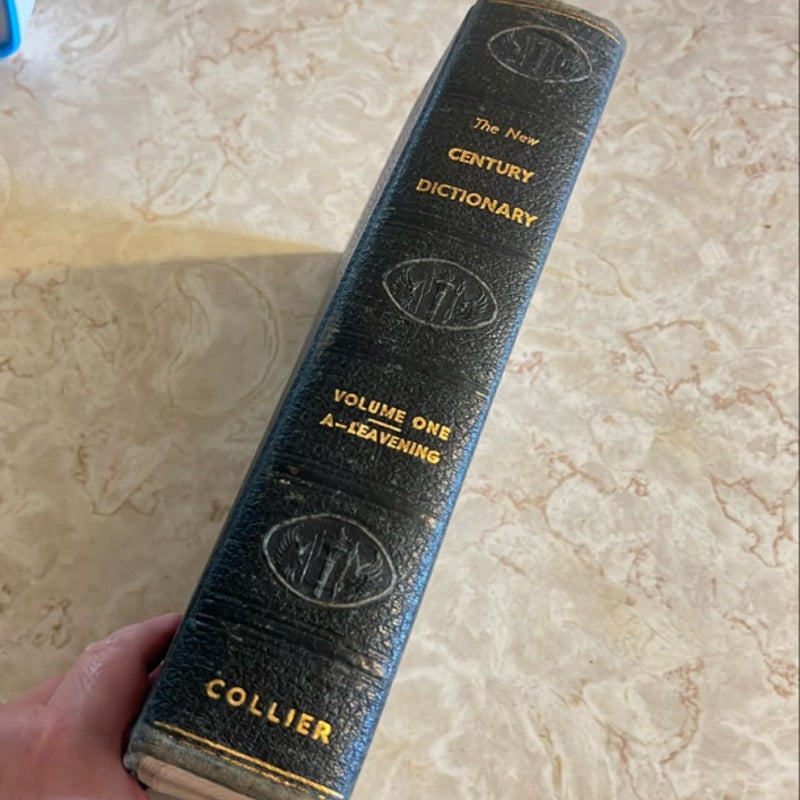 The New
CENTURY
DICTIONARY
VOLUME ONE
A—LEAVENING
COLLIER